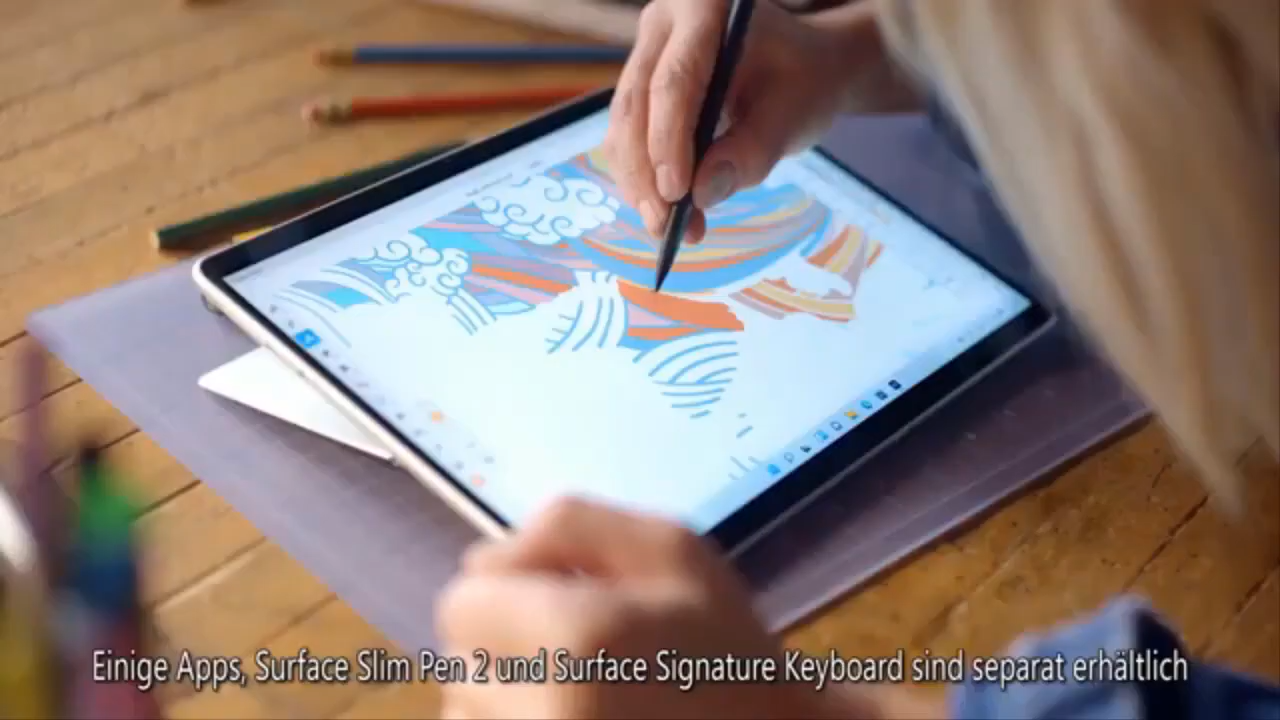 Einige Apps, Surface Slim Pen 2 und Surface Signature Keyboard sind separat erhältlich